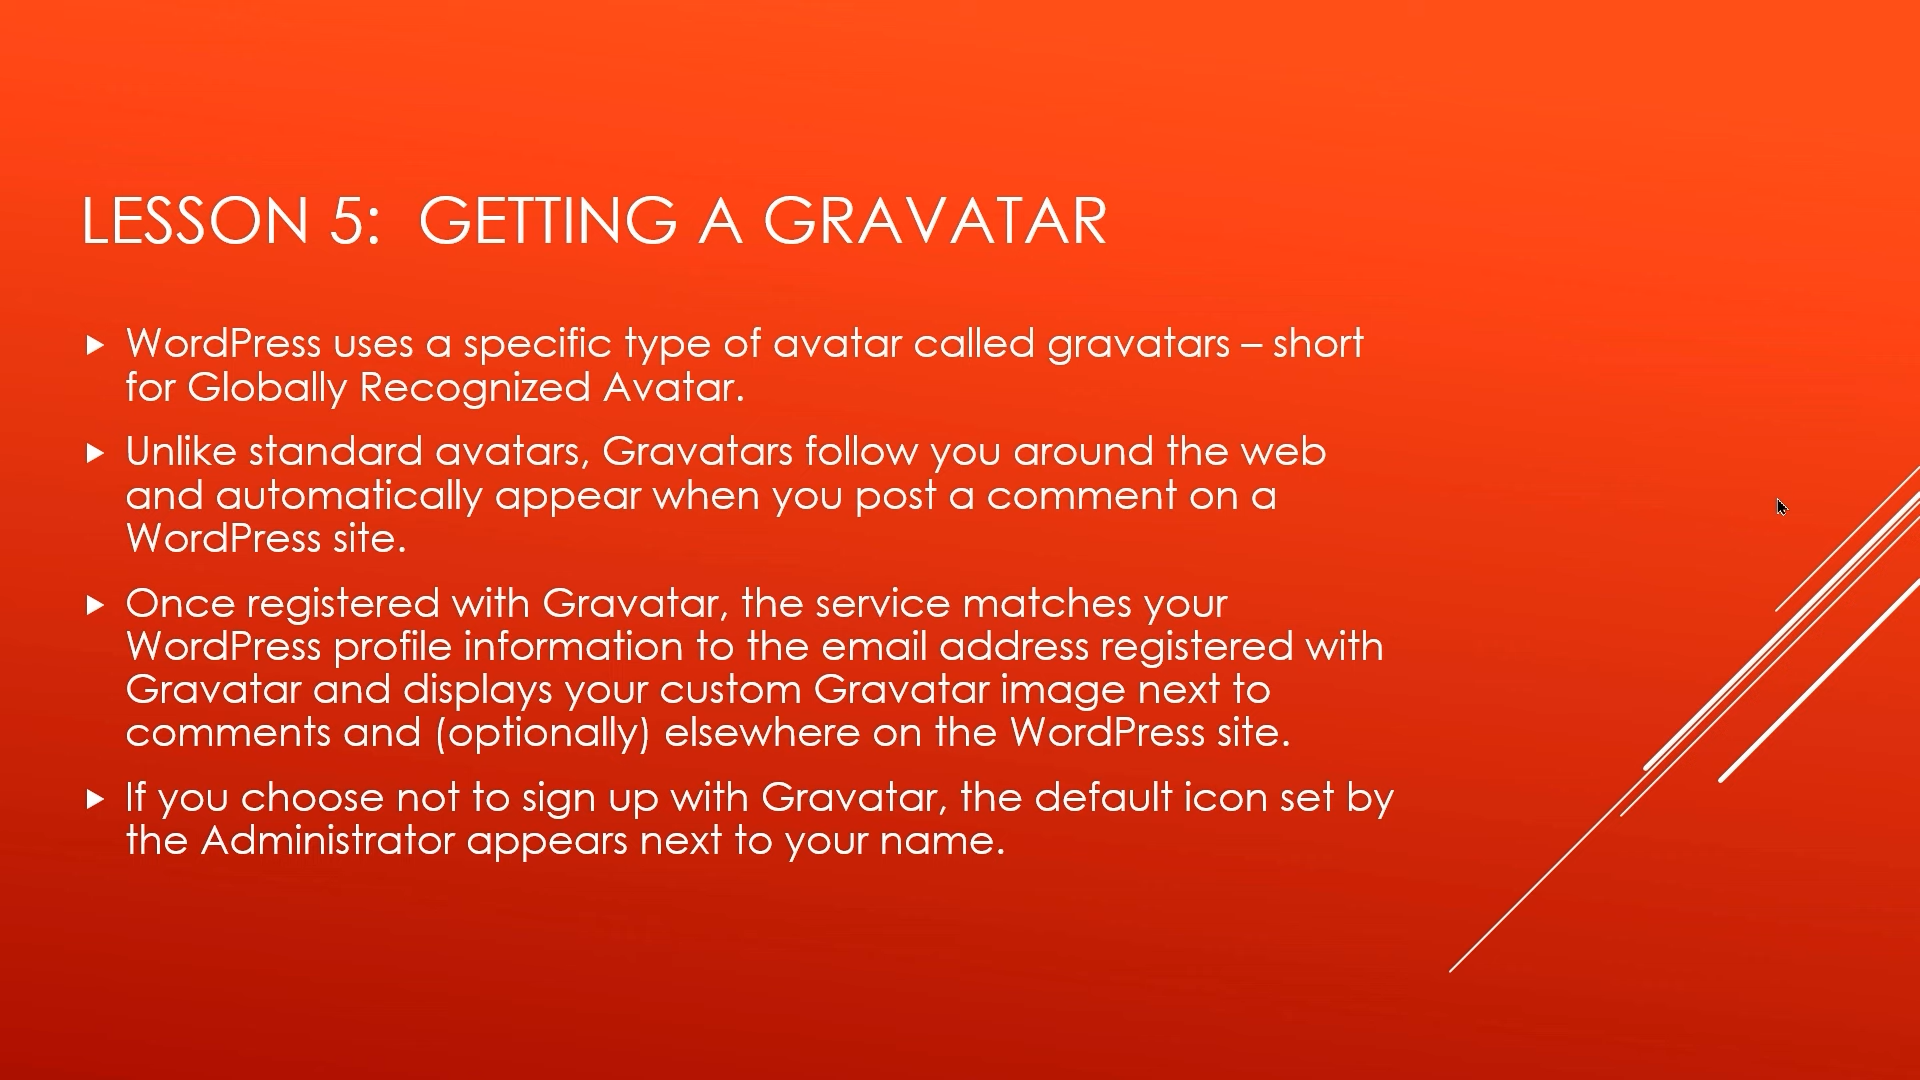 LESSON 5:  GETTING A GRAVATAR
WordPress uses a specific type of avatar called gravatars – short
for Globally Recognized Avatar.
Unlike standard avatars, Gravatars follow you around the web
and automatically appear when you post a comment on a
WordPress site.
Once registered with Gravatar, the service matches your
WordPress profile information to the email address registered with
Gravatar and displays your custom Gravatar image next to
comments and (optionally) elsewhere on the WordPress site.
If you choose not to sign up with Gravatar, the default icon set by
the Administrator appears next to your name.